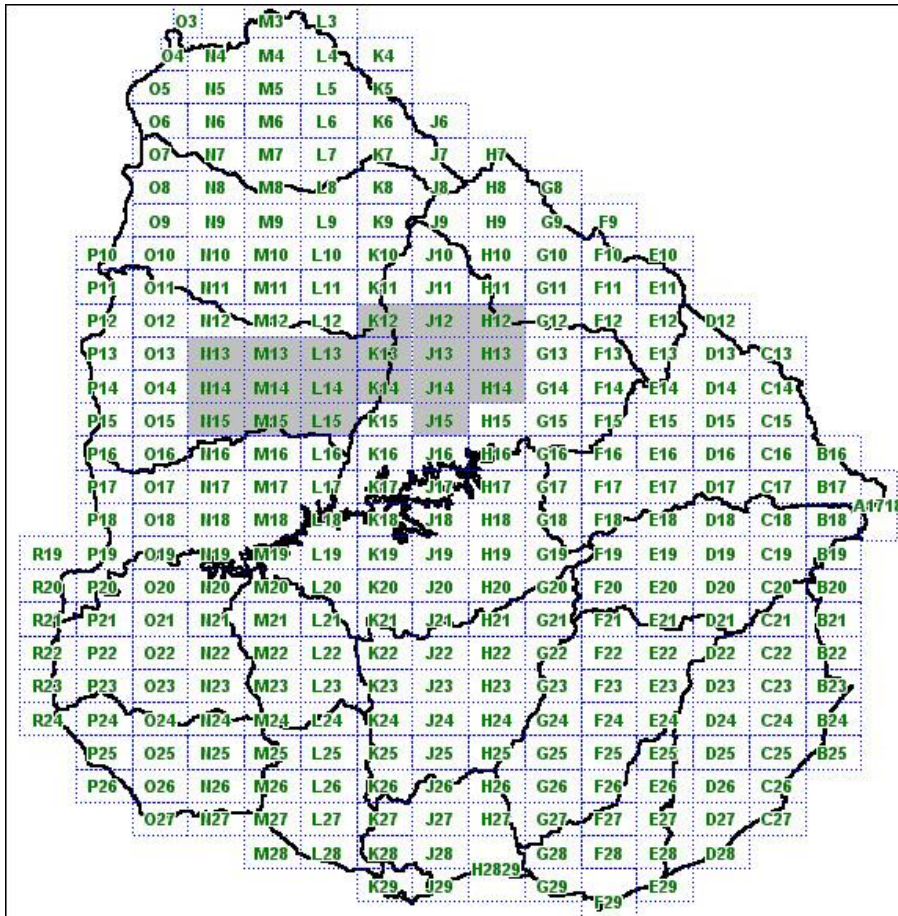 O3 M3 L3
O4 N4 M4 L4 K4
O5 N5 M5 L5 K5
O6 N6 M6 L6 K6 J6
O7 N7 M7 L7 K7 J7 H7
O8 N8 M8 L8 K8 J8 H8 G8
O9 N9 M9 L9 K9 J9 H9 G9 F9
P10 O10 N10 M10 L10 K10 J10 H10 G10 F10 E10
P11 O11 N11 M11 L11 K11 J11 H11 G11 F11 E11
P12 O12 N12 M12 L12 K12 J12 H12 G12 F12 E12 D12
P13 O13 N13 M13 L13 K13 J13 H13 G13 F13 E13 D13 C13
P14 O14 N14 M14 L14 K14 J14 H14 G14 F14 E14 D14 C14
P15 O15 N15 M15 L15 K15 J15 H15 G15 F15 E15 D15 C15
P16 O16 N16 M16 L16 K16 J16 H16 G16 F16 E16 D16 C16 B16
P17 O17 N17 M17 L17 K17 J17 H17 G17 F17 E17 D17 C17 B17
A1718
P18 O18 N18 M18 L18 K18 J18 H18 G18 F18 E18 D18 C18 B18
R19 P19 O19 N19 M19 L19 K19 J19 H19 G19 F19 E19 D19 C19 B19
R20 P20 O20 N20 M20 L20 K20 J20 H20 G20 F20 E20 D20 C20 B20
R21 P21 O21 N21 M21 L21 K21 J21 H21 G21 F21 E21 D21 C21 B21
R22 P22 O22 N22 M22 L22 K22 J22 H22 G22 F22 E22 D22 C22 B22
R23 P23 O23 N23 M23 L23 K23 J23 H23 G23 F23 E23 D23 C23 B23
R24 P24 O24 N24 M24 L24 K24 J24 H24 G24 F24 E24 D24 C24 B24
P25 O25 N25 M25 L25 K25 J25 H25 G25 F25 E25 D25 C25 B25
P26 O26 N26 M26 L26 K26 J26 H26 G26 F26 E26 D26 C26
O27 N27 M27 L27 K27 J27 H27 G27 F27 E27 D27 C27
M28 L28 K28 J28 G28 F28 E28 D28
H2829
K29 J29 G29 F29 E29